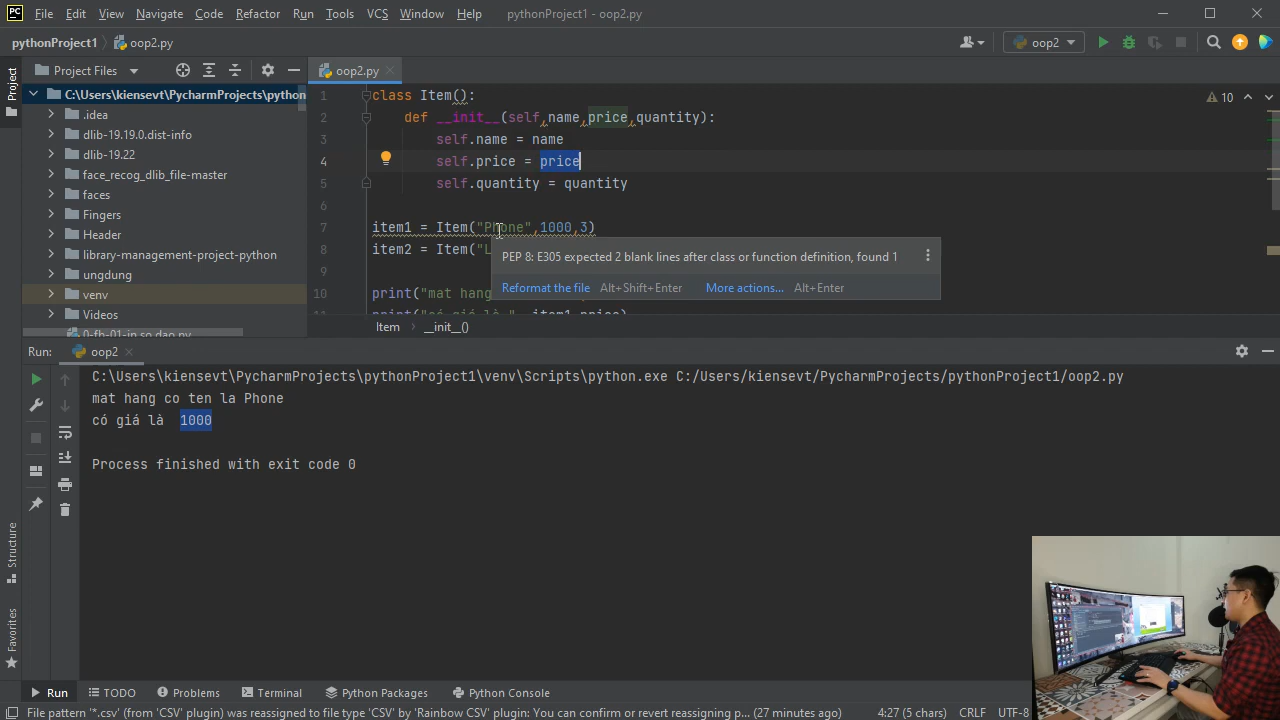 PC File Edit View Navigate Code Refactor Run Tools VCS Window Help pythonProject1 - oop2.py
pythonProject1 oop2.py oop2
Project
Project Files
oop2.py
C:\Users\kiensevt\PycharmProjects\python
.idea
dlib-19.19.0.dist-info
dlib-19.22
face_recog_dlib_file-master
faces
Fingers
Header
library-management-project-python
ungdung
venv
Videos
0-fb-01-in so dao.py
10
1 class Item():
2 def __init__(self,name,price,quantity):
3 self.name = name
4 self.price = price
5 self.quantity = quantity
6
7 item1 = Item("Phone",1000,3)
8 item2 = Item("L
9
10 print("mat hang
11 print("có giá là ", item1.price)
PEP 8: E305 expected 2 blank lines after class or function definition, found 1
Reformat the file Alt+Shift+Enter More actions... Alt+Enter
Item __init__()
Run: oop2
C:\Users\kiensevt\PycharmProjects\pythonProject1\venv\Scripts\python.exe C:/Users/kiensevt/PycharmProjects/pythonProject1/oop2.py
mat hang co ten la Phone
có giá là 1000
Process finished with exit code 0
Structure
Favorites
Run TODO Problems Terminal Python Packages Python Console
File pattern '*.csv' (from 'CSV' plugin) was reassigned to file type 'CSV' by 'Rainbow CSV' plugin: You can confirm or revert reassigning p... (27 minutes ago) 4:27 (5 chars) CRLF UTF-8